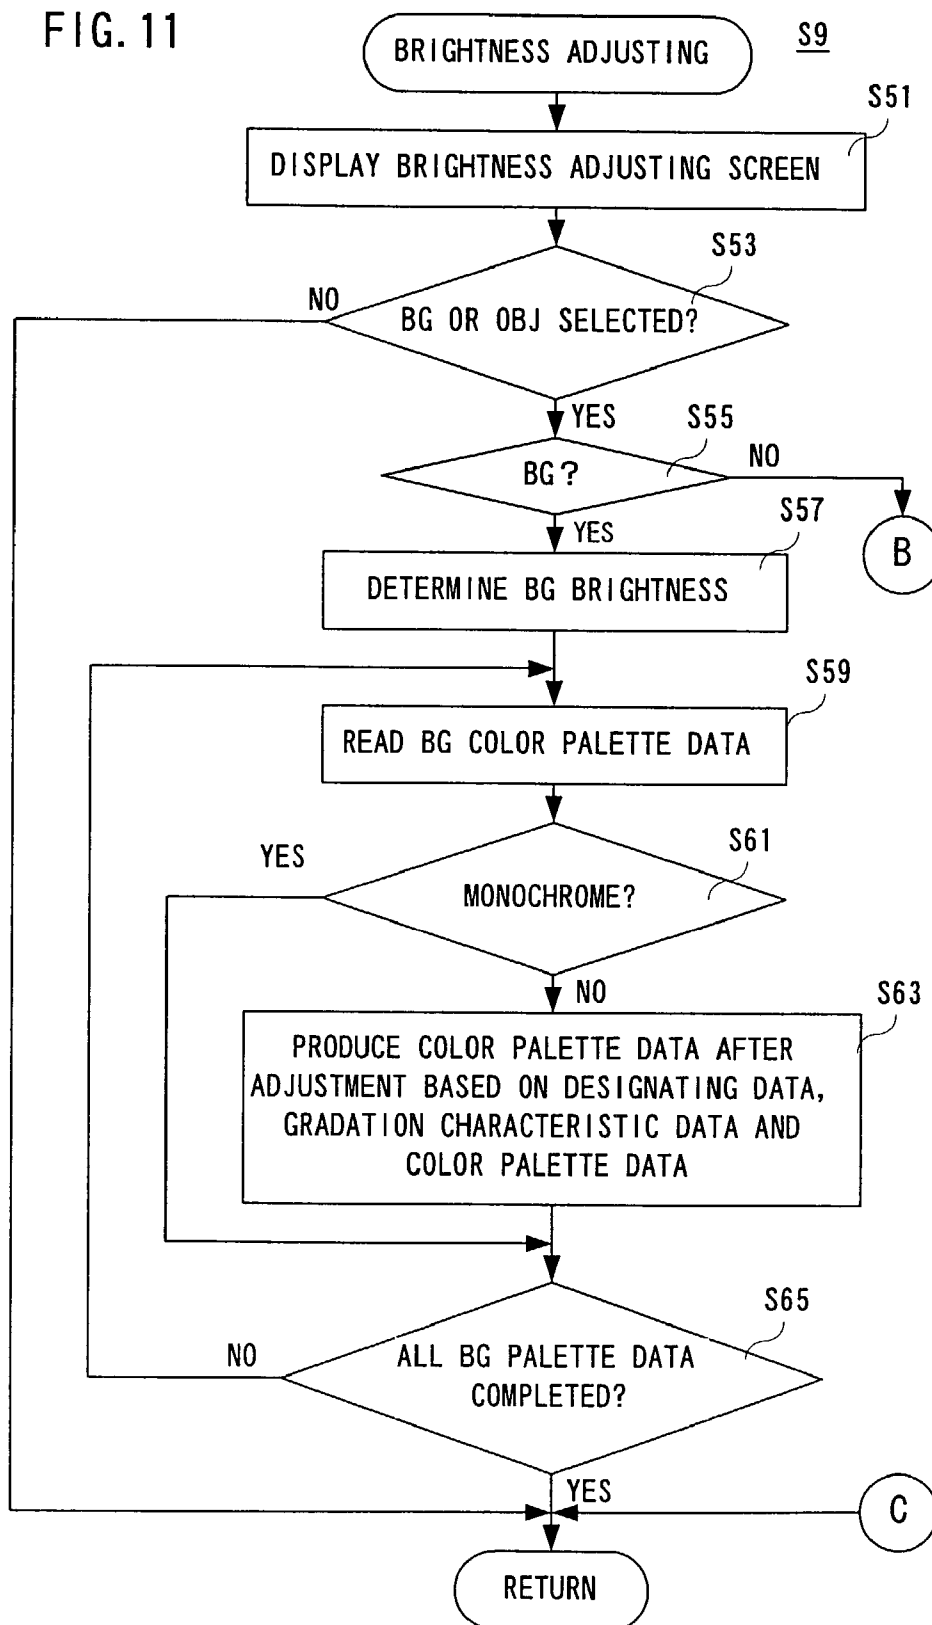 FIG. 11
BRIGHTNESS ADJUSTING
S9
S51
DISPLAY BRIGHTNESS ADJUSTING SCREEN
S53
NO
BG OR OBJ SELECTED?
YES
S55
BG?
NO
S57
YES
B
DETERMINE BG BRIGHTNESS
S59
READ BG COLOR PALETTE DATA
S61
YES
MONOCHROME?
NO
S63
PRODUCE COLOR PALETTE DATA AFTER
ADJUSTMENT BASED ON DESIGNATING DATA,
GRADATION CHARACTERISTIC DATA AND
COLOR PALETTE DATA
S65
NO
ALL BG PALETTE DATA
COMPLETED?
YES
C
RETURN